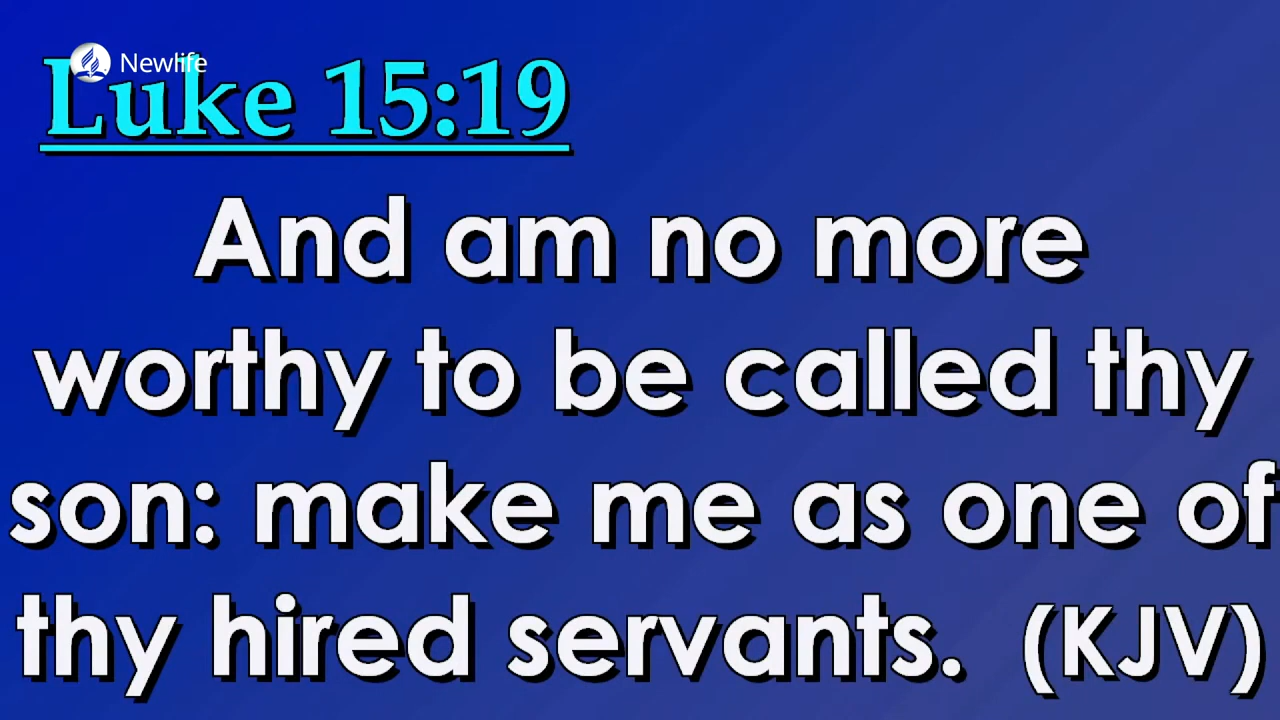 Newlife
Luke 15:19
And am no more
worthy to be called thy
son: make me as one of
thy hired servants. (KJV)